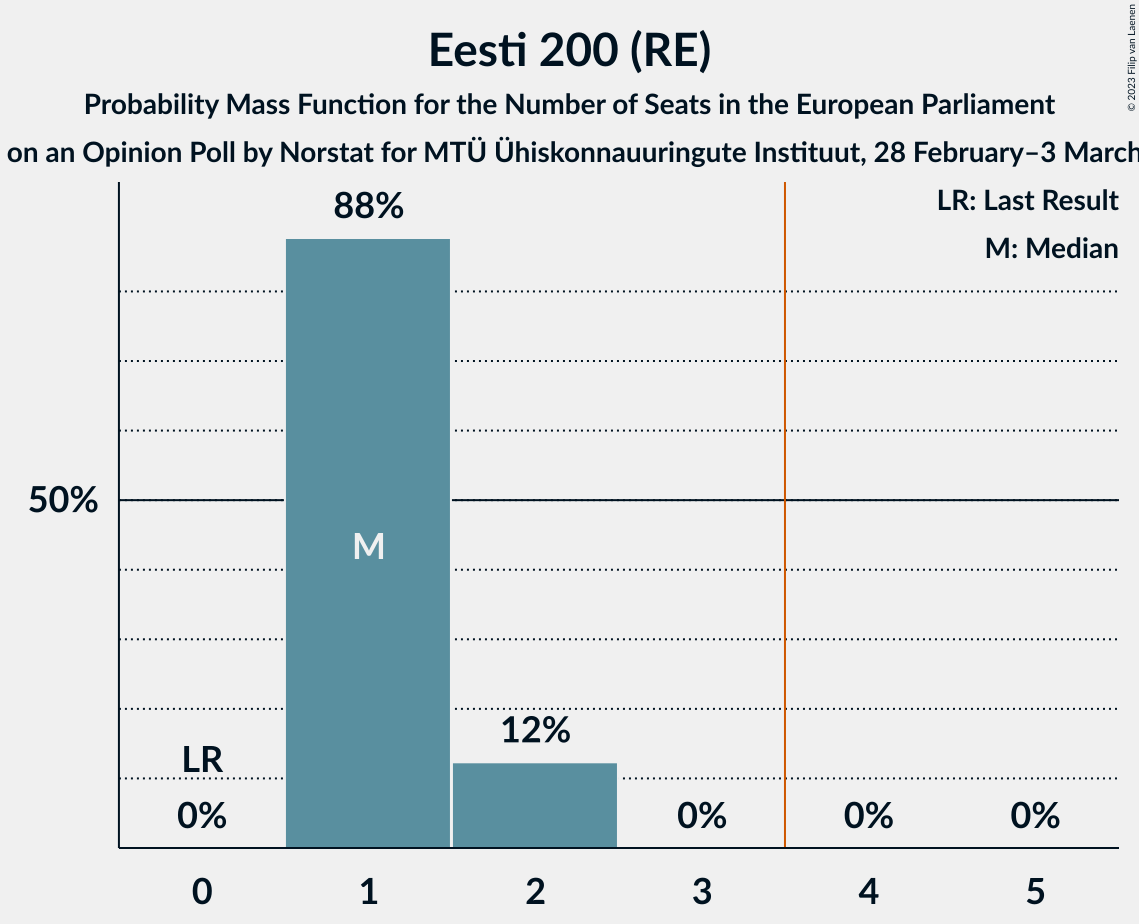 Eesti 200 (RE)
Probability Mass Function for the Number of Seats in the European Parliament
on an Opinion Poll by Norstat for MTÜ Ühiskonnauuringute Instituut, 28 February–3 March
© 2023 Filip van Laenen
LR: Last Result
M: Median
88%
50%
M
12%
LR
0%
0%
0%
0%
0
1
2
3
4
5